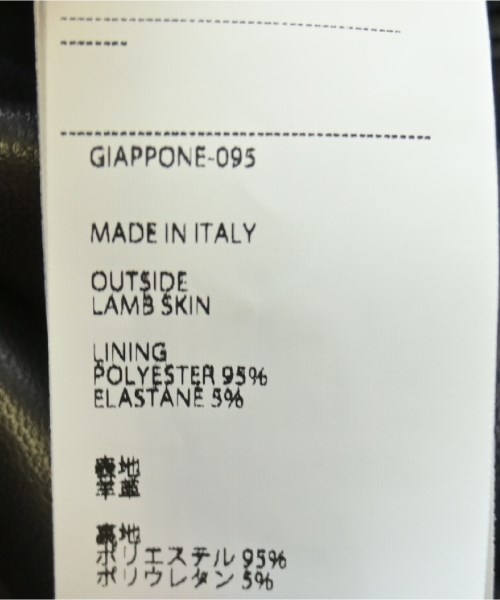 GIAPPONE-095
MADE IN ITALY
OUTSIDE
LAMB SKIN
LINING
POLYESTER 95%
ELASTANE 5%
表地
羊革
裏地
ポリエステル 95%
ポリウレタン 5%